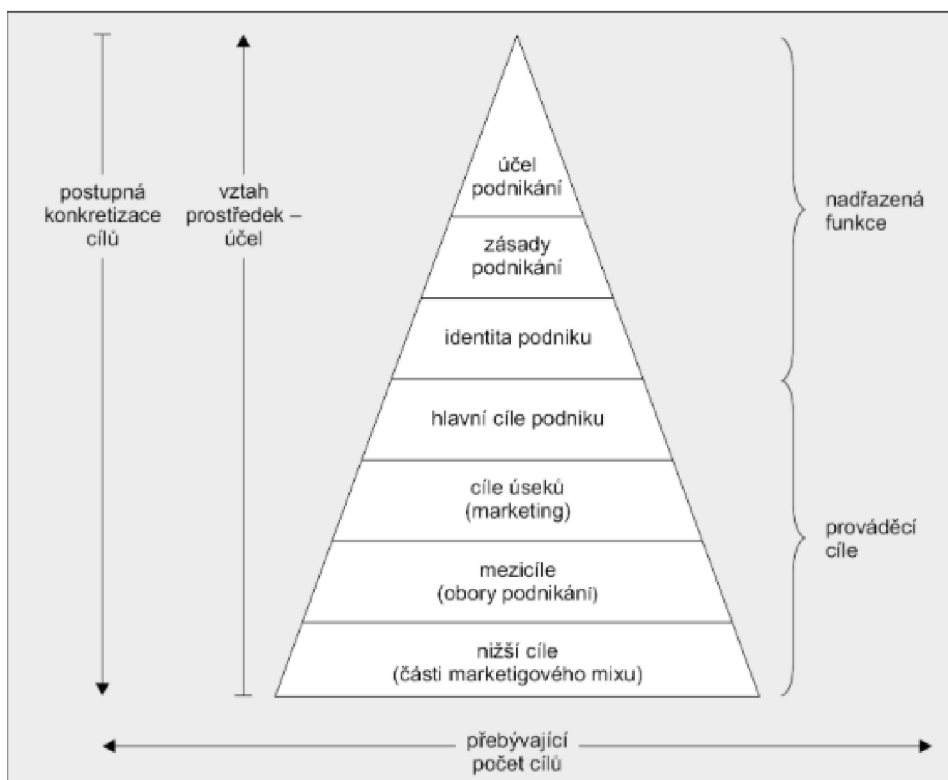 postupná
konkretizace
cílů
vztah
prostředek –
účel
účel
podnikání
zásady
podnikání
identita podniku
hlavní cíle podniku
cíle úseků
(marketing)
mezicíle
(obory podnikání)
nižší cíle
(části marketigového mixu)
nadřazená
funkce
prováděcí
cíle
přebývající
počet cílů